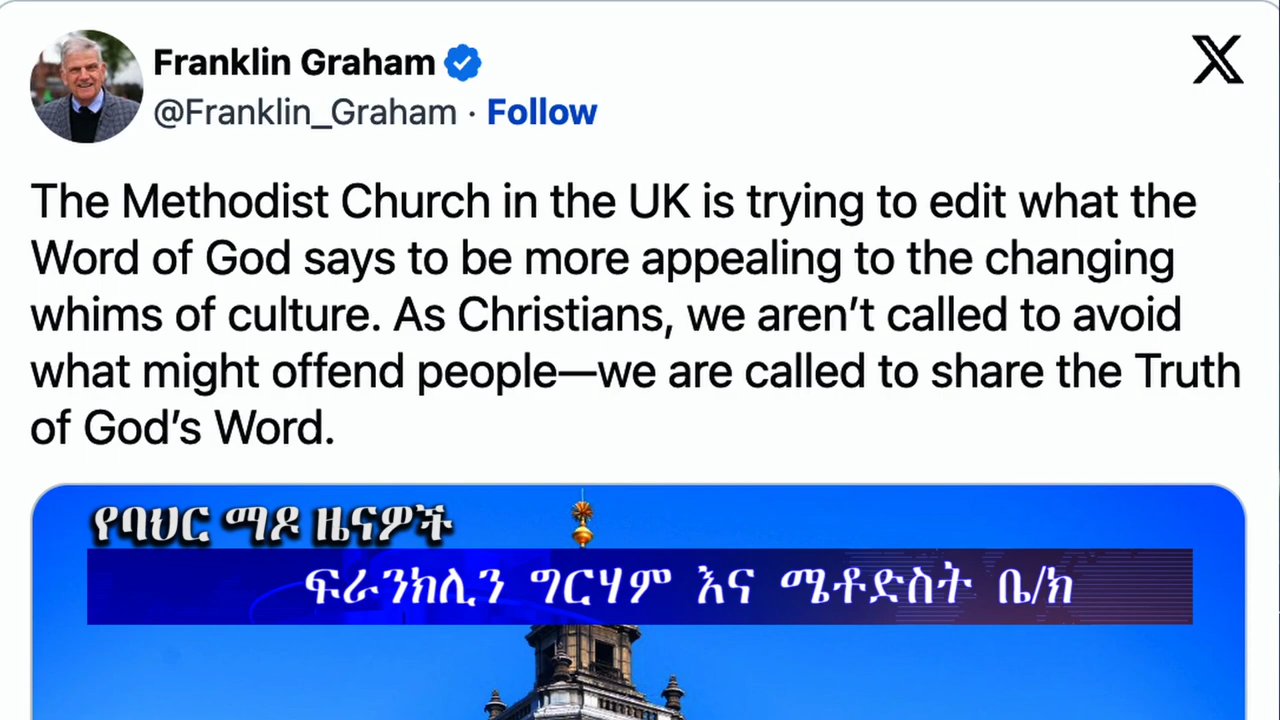 Franklin Graham
@Franklin_Graham · Follow
The Methodist Church in the UK is trying to edit what the
Word of God says to be more appealing to the changing
whims of culture. As Christians, we aren’t called to avoid
what might offend people—we are called to share the Truth
of God’s Word.
የባህር ማዶ ዜናዎች
ፍራንክሊን ግርሃም እና ሜቶድስት ቤ/ክ